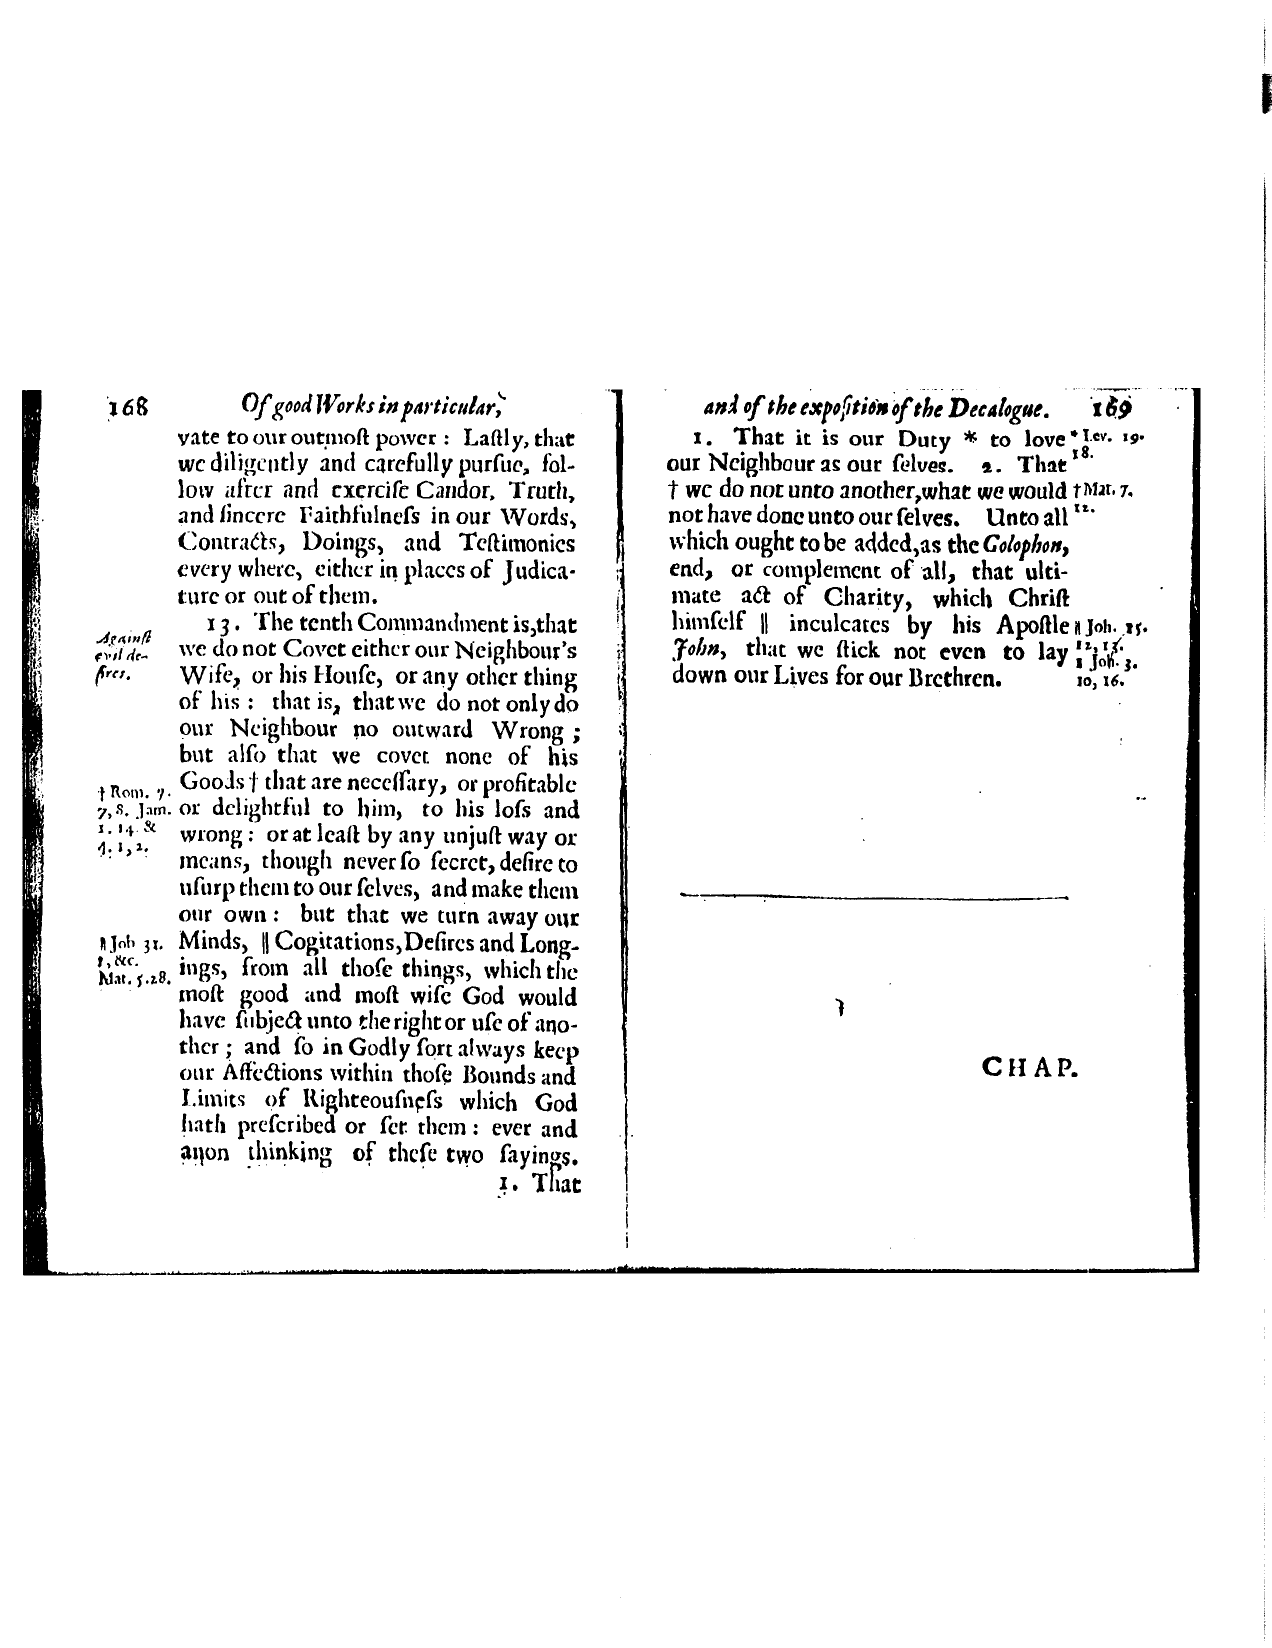 168 Of good Works in particular,
vate to our outmoſt power : Laſtly, that
we diligently and carefully purſue, fol-
low after and exerciſe Candor, Truth,
and ſincere Faithfulneſs in our Words,
Contracts, Doings, and Teſtimonies
every where, either in places of Judica-
ture or out of them.
13. The tenth Commandment is, that
we do not Covet either our Neighbour's
Wife, or his Houſe, or any other thing
of his : that is, that we do not only do
our Neighbour no outward Wrong ;
but alſo that we covet none of his
Goods † that are neceſſary, or profitable
or delightful to him, to his loſs and
wrong : or at leaſt by any unjuſt way or
means, though never ſo ſecret, deſire to
uſurp them to our ſelves, and make them
our own : but that we turn away our
Minds, || Cogitations, Deſires and Long-
ings, from all thoſe things, which the
moſt good and moſt wiſe God would
have ſubject unto the right or uſe of ano-
ther ; and ſo in Godly ſort always keep
our Affections within thoſe Bounds and
Limits of Righteouſneſs which God
hath preſcribed or ſet them : ever and
anon thinking of theſe two ſayings.
1. That
Againſt
evil de-
ſires.
† Rom. 7.
7, 8. Jam.
1. 14. &
4. 1, 2.
|| Job 31.
1, &c.
Mat. 5.28.
and of the expoſition of the Decalogue. 169
1. That it is our Duty * to love
our Neighbour as our ſelves. 2. That
† we do not unto another, what we would
not have done unto our ſelves. Unto all
which ought to be added, as the Golophon,
end, or complement of all, that ulti-
mate act of Charity, which Chriſt
himſelf || inculcates by his Apoſtle
John, that we ſtick not even to lay
down our Lives for our Brethren.
* Lev. 19.
18.
† Mat. 7.
12.
|| Joh. 15.
12, 13.
1 Joh. 3.
10, 16.
CHAP.